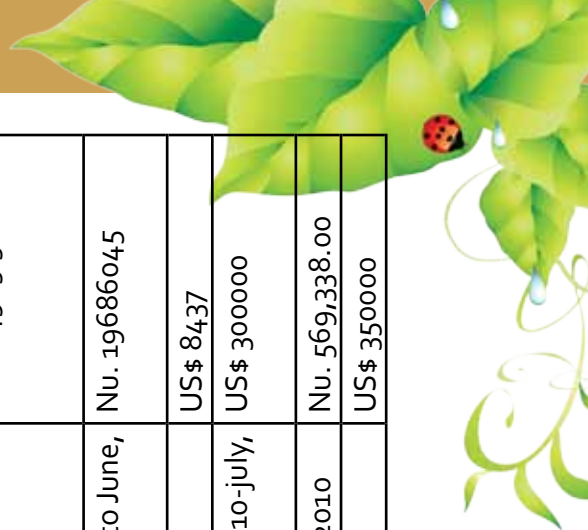 to June, Nu. 19686045
US$ 8437
10-july, US$ 300000
2010 Nu. 569,338.00
US$ 350000